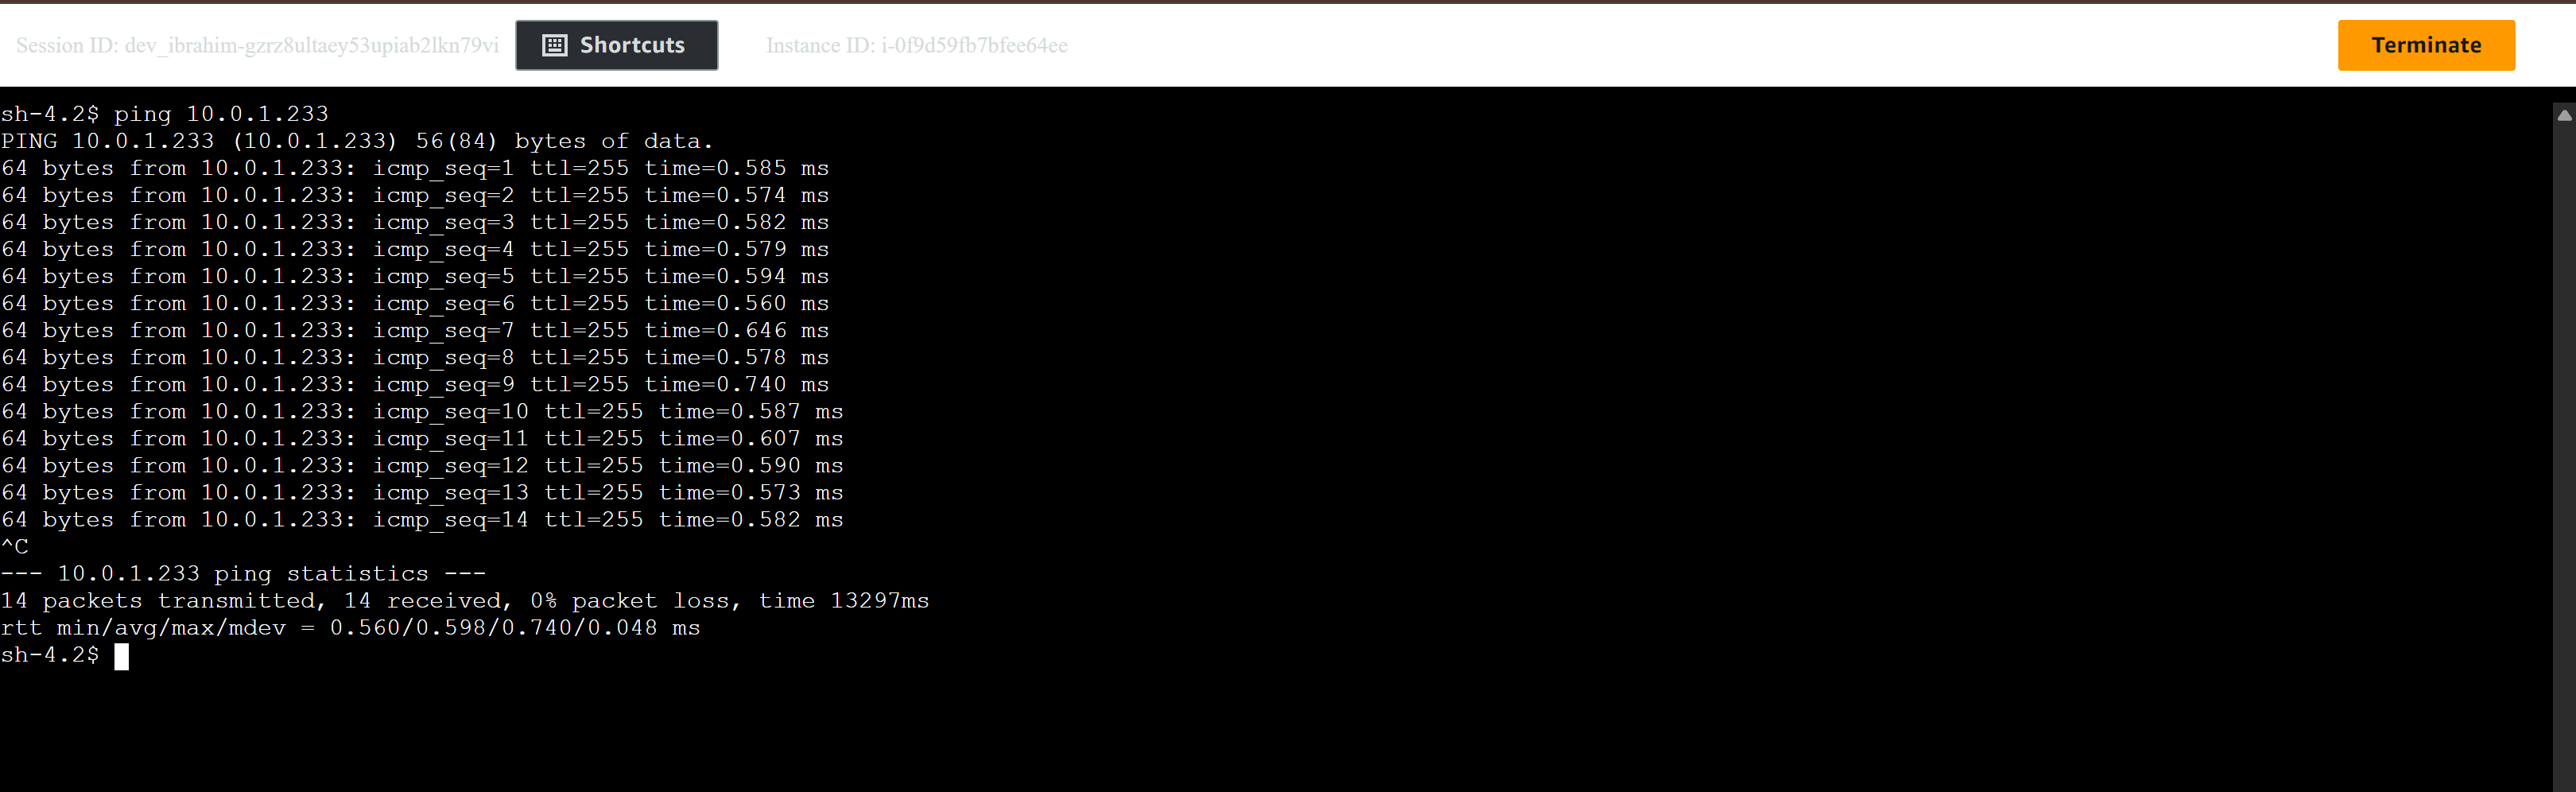 Session ID: dev_ibrahim-gzrz8ultaey53upiab2lkn79vi Shortcuts Instance ID: i-0f9d59fb7bfee64ee Terminate
sh-4.2$ ping 10.0.1.233
PING 10.0.1.233 (10.0.1.233) 56(84) bytes of data.
64 bytes from 10.0.1.233: icmp_seq=1 ttl=255 time=0.585 ms
64 bytes from 10.0.1.233: icmp_seq=2 ttl=255 time=0.574 ms
64 bytes from 10.0.1.233: icmp_seq=3 ttl=255 time=0.582 ms
64 bytes from 10.0.1.233: icmp_seq=4 ttl=255 time=0.579 ms
64 bytes from 10.0.1.233: icmp_seq=5 ttl=255 time=0.594 ms
64 bytes from 10.0.1.233: icmp_seq=6 ttl=255 time=0.560 ms
64 bytes from 10.0.1.233: icmp_seq=7 ttl=255 time=0.646 ms
64 bytes from 10.0.1.233: icmp_seq=8 ttl=255 time=0.578 ms
64 bytes from 10.0.1.233: icmp_seq=9 ttl=255 time=0.740 ms
64 bytes from 10.0.1.233: icmp_seq=10 ttl=255 time=0.587 ms
64 bytes from 10.0.1.233: icmp_seq=11 ttl=255 time=0.607 ms
64 bytes from 10.0.1.233: icmp_seq=12 ttl=255 time=0.590 ms
64 bytes from 10.0.1.233: icmp_seq=13 ttl=255 time=0.573 ms
64 bytes from 10.0.1.233: icmp_seq=14 ttl=255 time=0.582 ms
^C
--- 10.0.1.233 ping statistics ---
14 packets transmitted, 14 received, 0% packet loss, time 13297ms
rtt min/avg/max/mdev = 0.560/0.598/0.740/0.048 ms
sh-4.2$